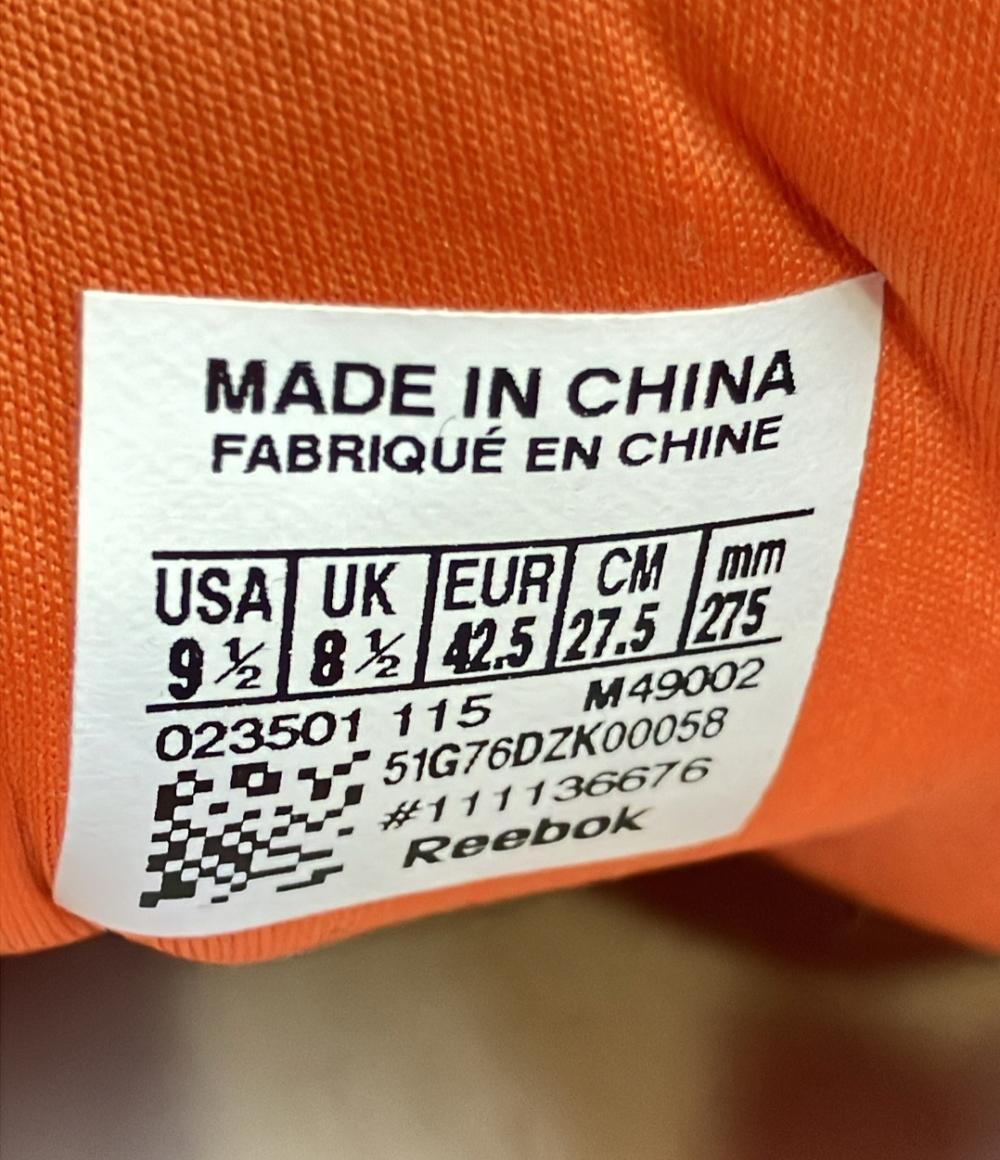 MADE IN CHINA
FABRIQUÉ EN CHINE
USA UK EUR CM mm
9 ½ 8 ½ 42.5 27.5 275
023501 115 M49002
51G76DZK00058
#111136676
Reebok